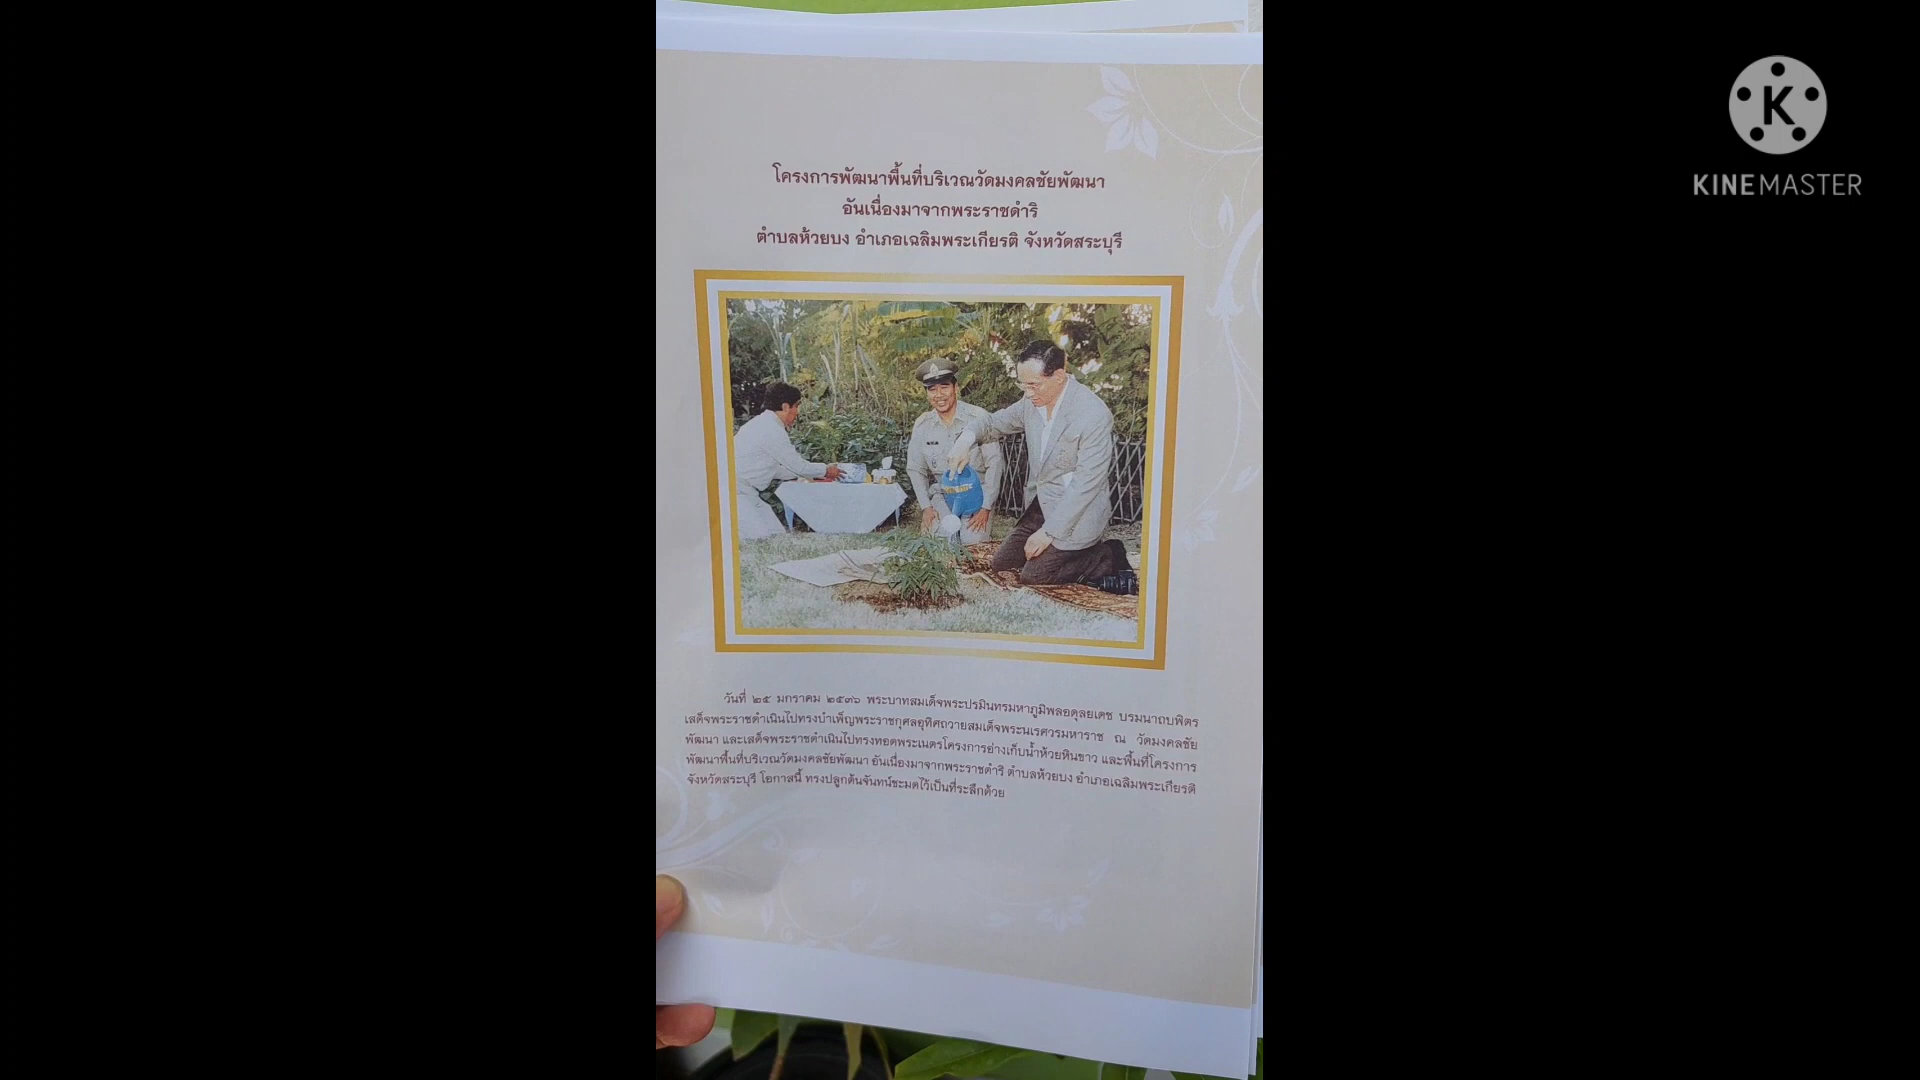 โครงการพัฒนาพื้นที่บริเวณวัดมงคลชัยพัฒนา
อันเนื่องมาจากพระราชดำริ
ตำบลห้วยบง อำเภอเฉลิมพระเกียรติ จังหวัดสระบุรี
วันที่ ๒๕ มกราคม ๒๕๓๖ พระบาทสมเด็จพระปรมินทรมหาภูมิพลอดุลยเดช บรมนาถบพิตร
เสด็จพระราชดำเนินไปทรงบำเพ็ญพระราชกุศลอุทิศถวายสมเด็จพระนเรศวรมหาราช ณ วัดมงคลชัย
พัฒนา และเสด็จพระราชดำเนินไปทรงทอดพระเนตรโครงการอ่างเก็บน้ำห้วยหินขาว และพื้นที่โครงการ
พัฒนาพื้นที่บริเวณวัดมงคลชัยพัฒนา อันเนื่องมาจากพระราชดำริ ตำบลห้วยบง อำเภอเฉลิมพระเกียรติ
จังหวัดสระบุรี โอกาสนี้ ทรงปลูกต้นจันทน์ชะมดไว้เป็นที่ระลึกด้วย
K
KINEMASTER